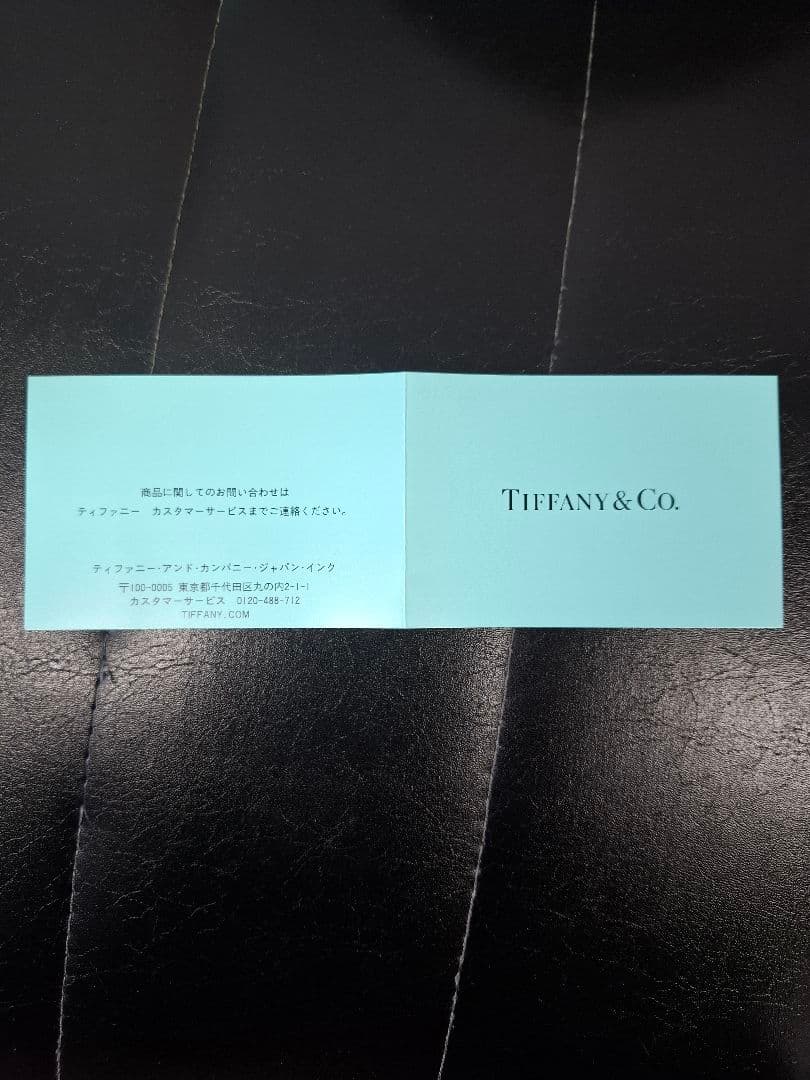 商品に関してのお問い合わせは
ティファニー　カスタマーサービスまでご連絡ください。
ティファニー・アンド・カンパニー・ジャパン・インク
〒100-0005 東京都千代田区丸の内2-1-1
カスタマーサービス　0120-488-712
TIFFANY.COM
TIFFANY & CO.